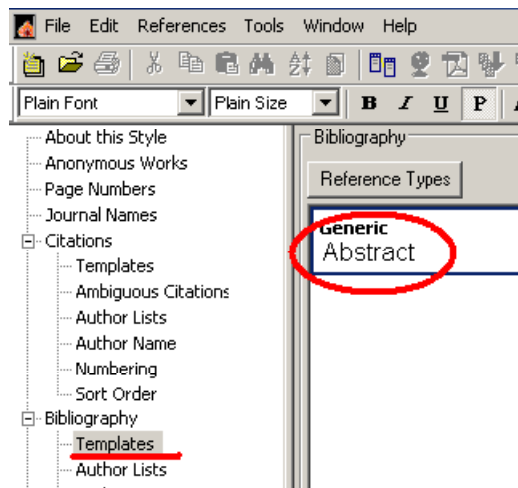 File Edit References Tools Window Help
Plain Font Plain Size B I U P
About this Style
Anonymous Works
Page Numbers
Journal Names
Citations
Templates
Ambiguous Citations
Author Lists
Author Name
Numbering
Sort Order
Bibliography
Templates
Author Lists
Bibliography
Reference Types
Generic
Abstract